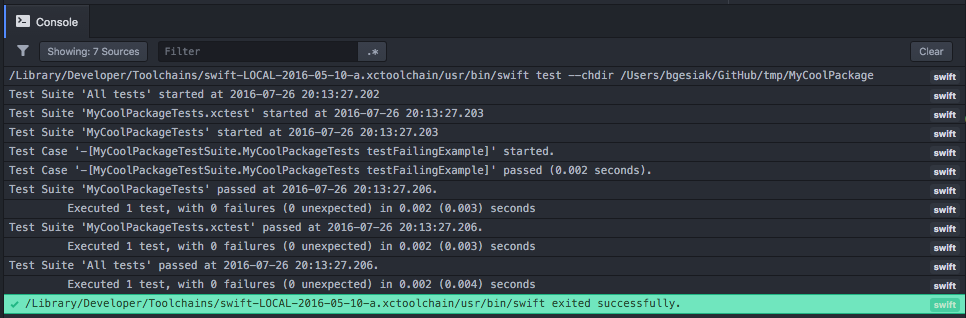 Console
Showing: 7 Sources Filter .* Clear
/Library/Developer/Toolchains/swift-LOCAL-2016-05-10-a.xctoolchain/usr/bin/swift test --chdir /Users/bgesiak/GitHub/tmp/MyCoolPackage swift
Test Suite 'All tests' started at 2016-07-26 20:13:27.202 swift
Test Suite 'MyCoolPackageTests.xctest' started at 2016-07-26 20:13:27.203 swift
Test Suite 'MyCoolPackageTests' started at 2016-07-26 20:13:27.203 swift
Test Case '-[MyCoolPackageTestSuite.MyCoolPackageTests testFailingExample]' started. swift
Test Case '-[MyCoolPackageTestSuite.MyCoolPackageTests testFailingExample]' passed (0.002 seconds). swift
Test Suite 'MyCoolPackageTests' passed at 2016-07-26 20:13:27.206. swift
Executed 1 test, with 0 failures (0 unexpected) in 0.002 (0.003) seconds swift
Test Suite 'MyCoolPackageTests.xctest' passed at 2016-07-26 20:13:27.206. swift
Executed 1 test, with 0 failures (0 unexpected) in 0.002 (0.003) seconds swift
Test Suite 'All tests' passed at 2016-07-26 20:13:27.206. swift
Executed 1 test, with 0 failures (0 unexpected) in 0.002 (0.004) seconds swift
/Library/Developer/Toolchains/swift-LOCAL-2016-05-10-a.xctoolchain/usr/bin/swift exited successfully. swift